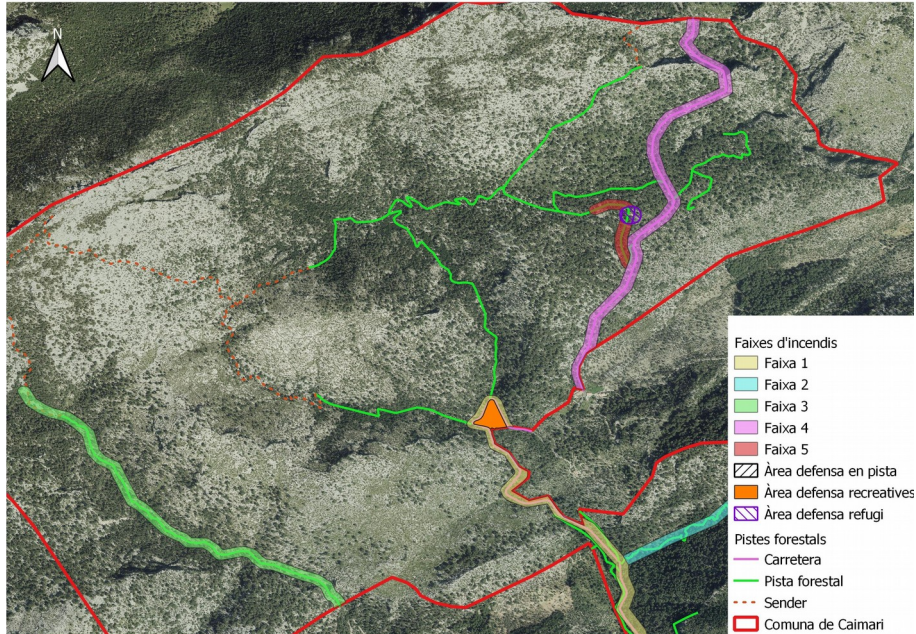 N
Faixes d'incendis
Faixa 1
Faixa 2
Faixa 3
Faixa 4
Faixa 5
Àrea defensa en pista
Àrea defensa recreatives
Àrea defensa refugi
Pistes forestals
Carretera
Pista forestal
Sender
Comuna de Caimari